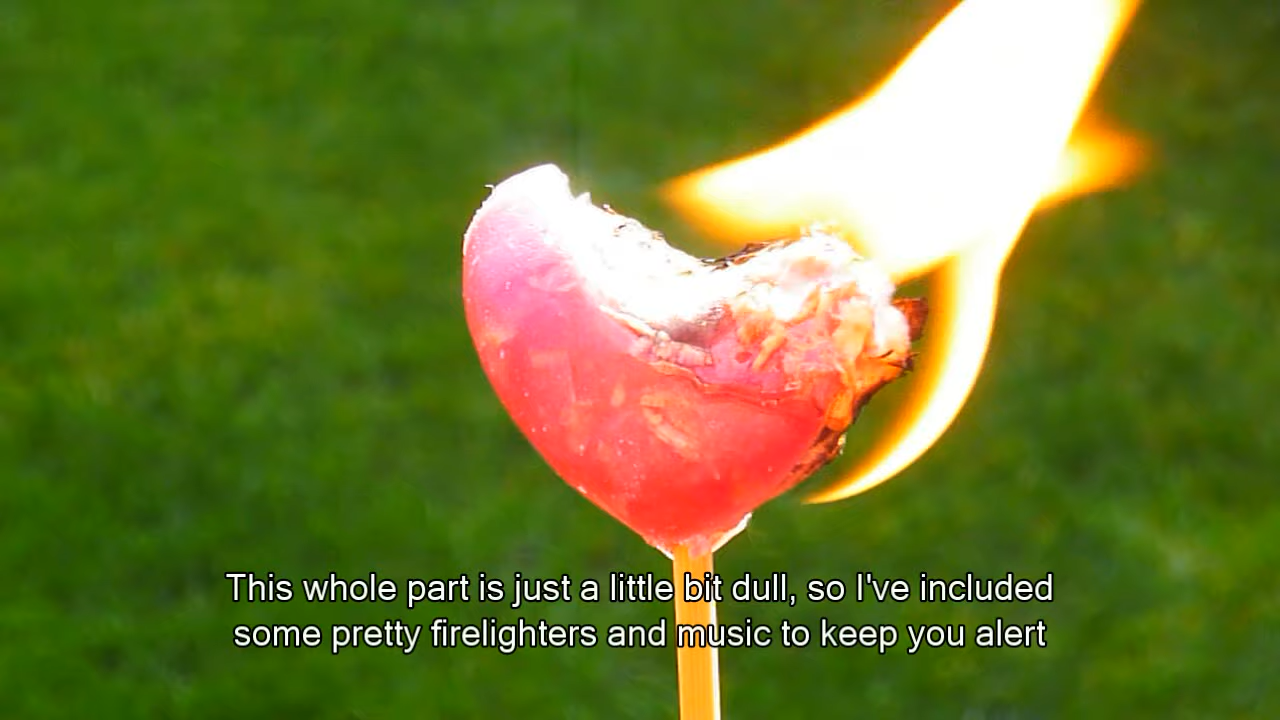 This whole part is just a little bit dull, so I've included
some pretty firelighters and music to keep you alert